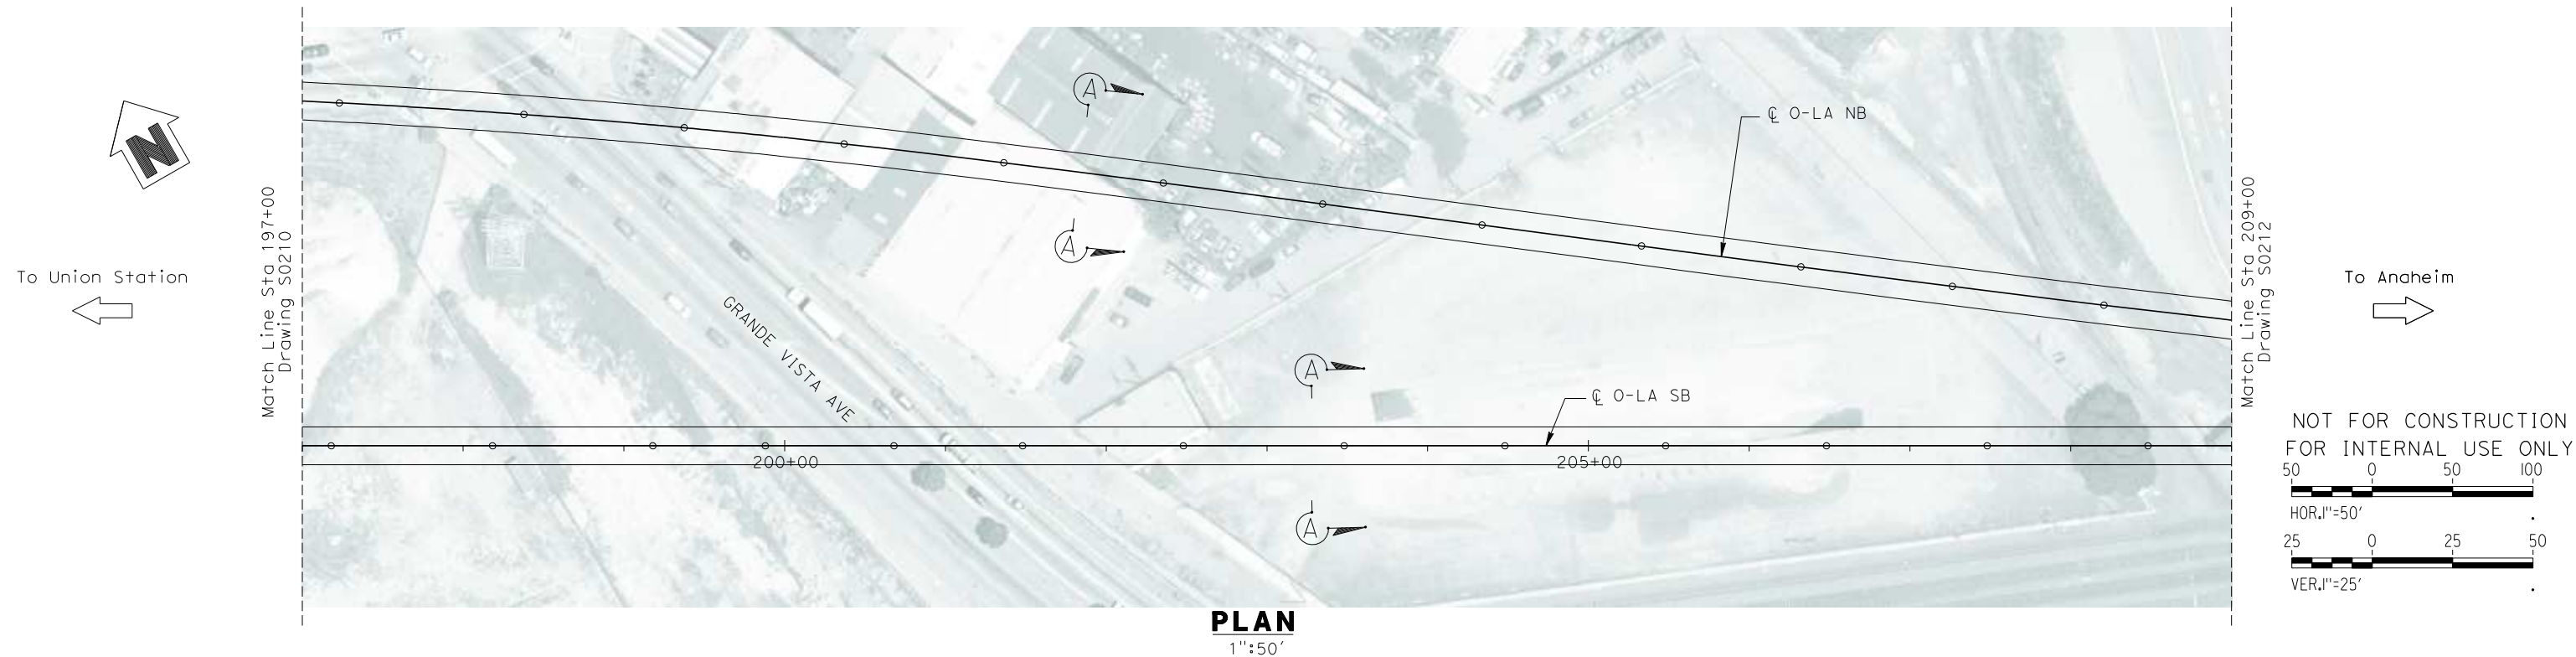 N
To Union Station
Match Line Sta 197+00
Drawing S0210
A
A
GRANDE VISTA AVE
℄ O-LA NB
A
℄ O-LA SB
200+00
205+00
A
Match Line Sta 209+00
Drawing S0212
To Anaheim
NOT FOR CONSTRUCTION
FOR INTERNAL USE ONLY
50 0 50 100
HOR.1"=50'
25 0 25 50
VER.1"=25'
PLAN
1":50'